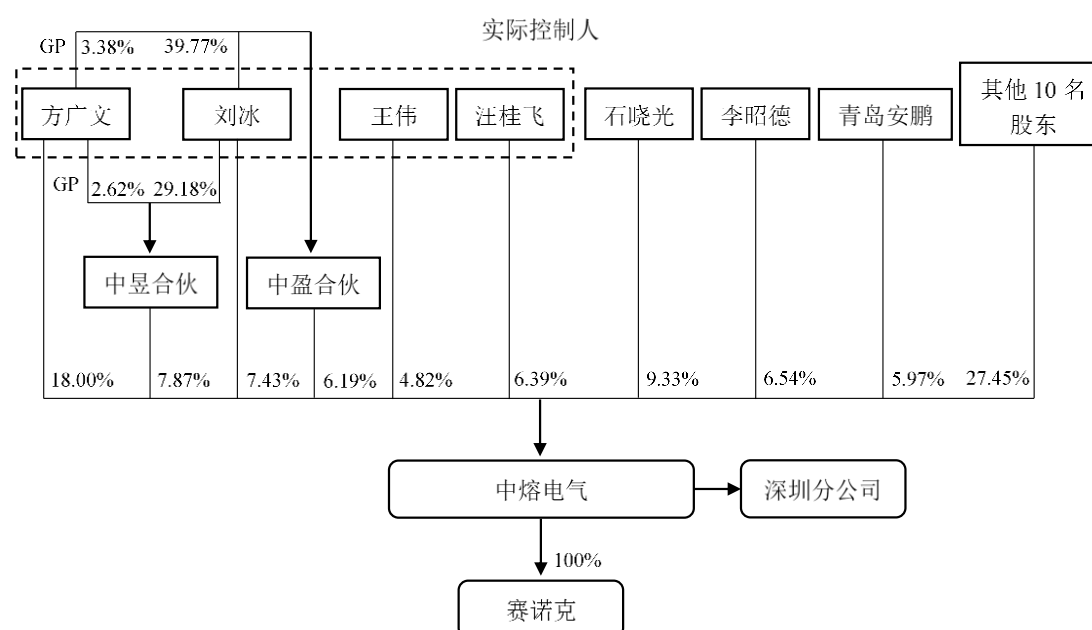 实际控制人
GP 3.38% 39.77%
方广文 刘冰 王伟 汪桂飞 石晓光 李昭德 青岛安鹏 其他 10 名
股东
GP 2.62% 29.18%
中昱合伙 中盈合伙
18.00% 7.87% 7.43% 6.19% 4.82% 6.39% 9.33% 6.54% 5.97% 27.45%
中熔电气 深圳分公司
100%
赛诺克